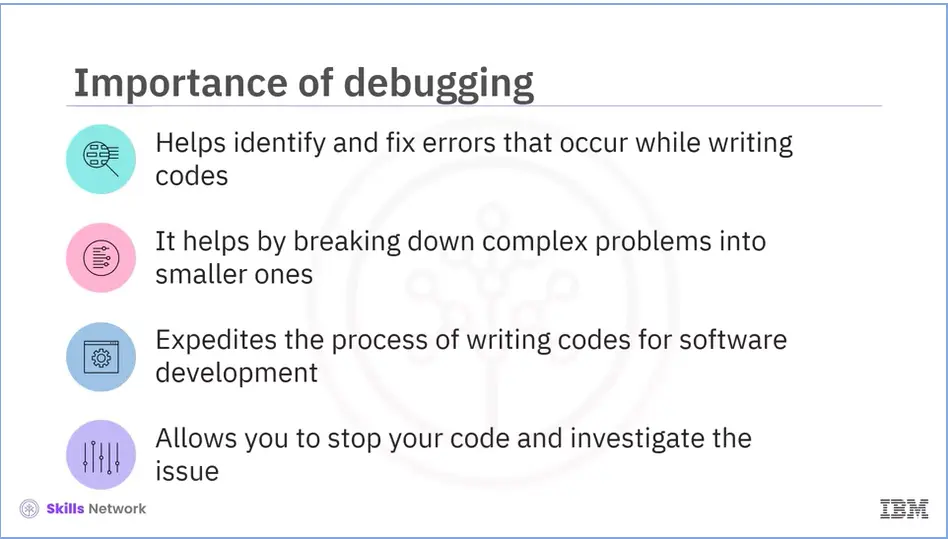 Importance of debugging
Helps identify and fix errors that occur while writing
codes
It helps by breaking down complex problems into
smaller ones
Expedites the process of writing codes for software
development
Allows you to stop your code and investigate the
issue
Skills Network
IBM